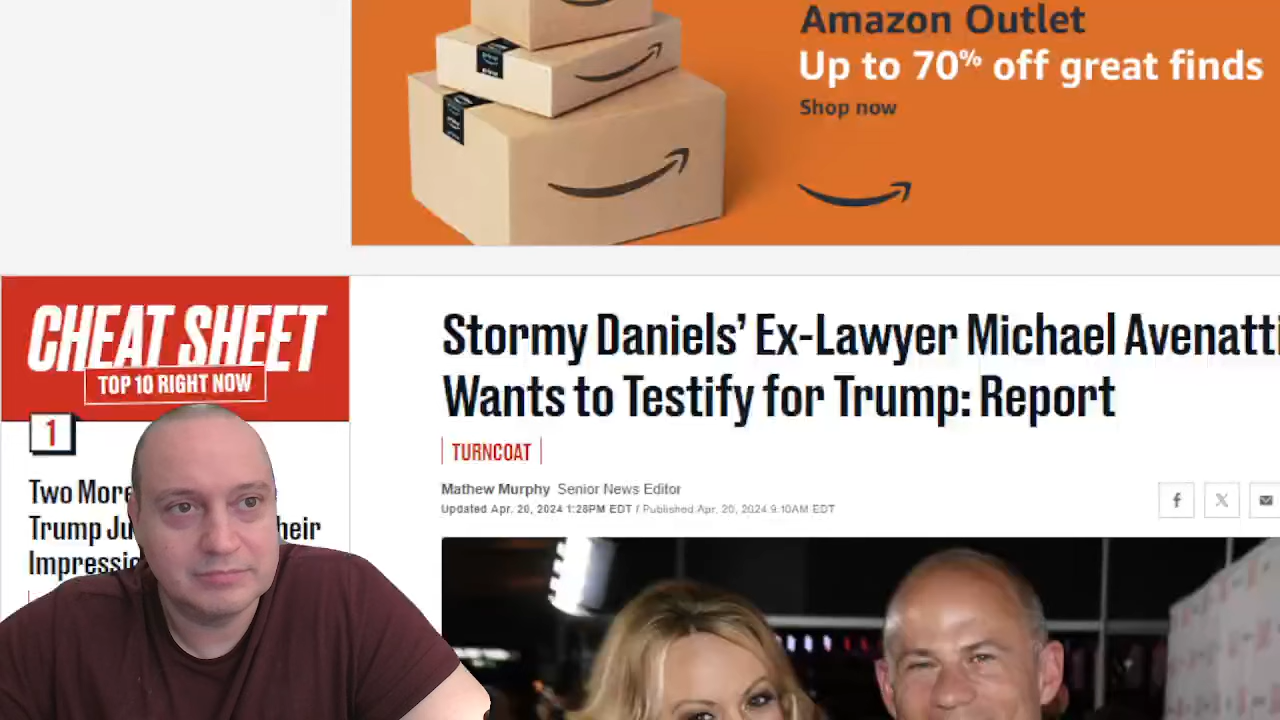 Amazon Outlet
Up to 70% off great finds
Shop now
CHEAT SHEET
TOP 10 RIGHT NOW
1
Two More
Trump Ju heir
Impressi
Stormy Daniels’ Ex-Lawyer Michael Avenatti
Wants to Testify for Trump: Report
TURNCOAT
Mathew Murphy Senior News Editor
Updated Apr. 20, 2024 1:28PM EDT / Published Apr. 20, 2024 9:10AM EDT